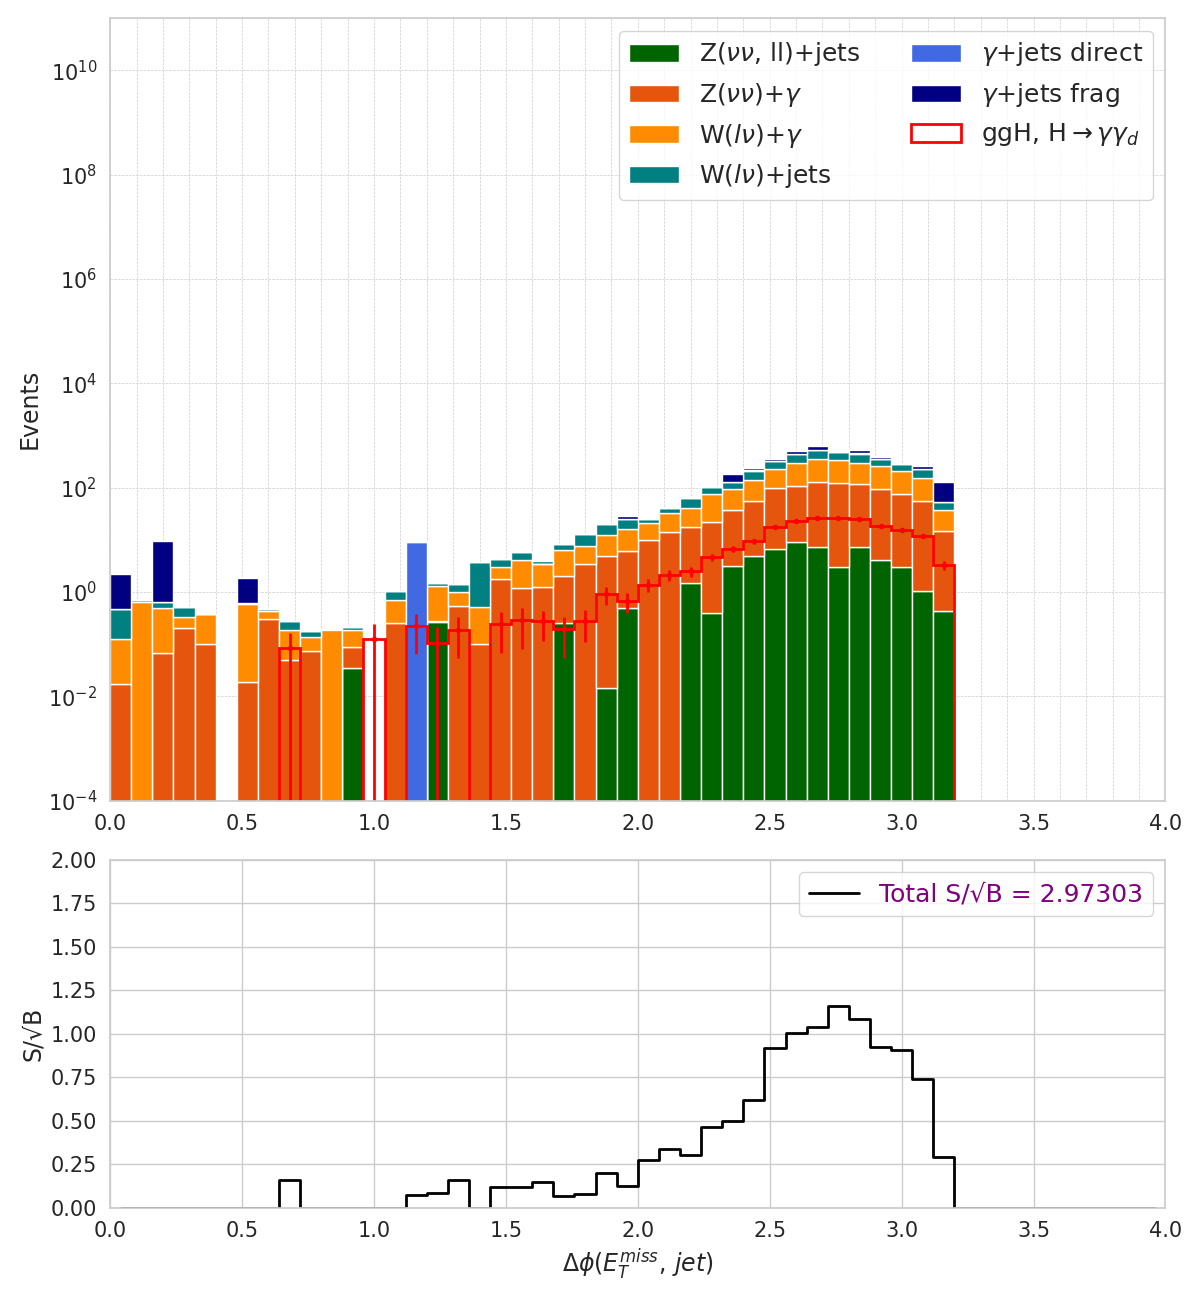 Z(νν, ll)+jets
Z(νν)+γ
W(lν)+γ
W(lν)+jets
γ+jets direct
γ+jets frag
ggH, H→γγ_d
10^10
10^8
10^6
10^4
10^2
10^0
10^−2
10^−4
Events
0.0 0.5 1.0 1.5 2.0 2.5 3.0 3.5 4.0
Total S/√B = 2.97303
2.00
1.75
1.50
1.25
1.00
0.75
0.50
0.25
0.00
S/√B
0.0 0.5 1.0 1.5 2.0 2.5 3.0 3.5 4.0
Δϕ(E_T^miss, jet)